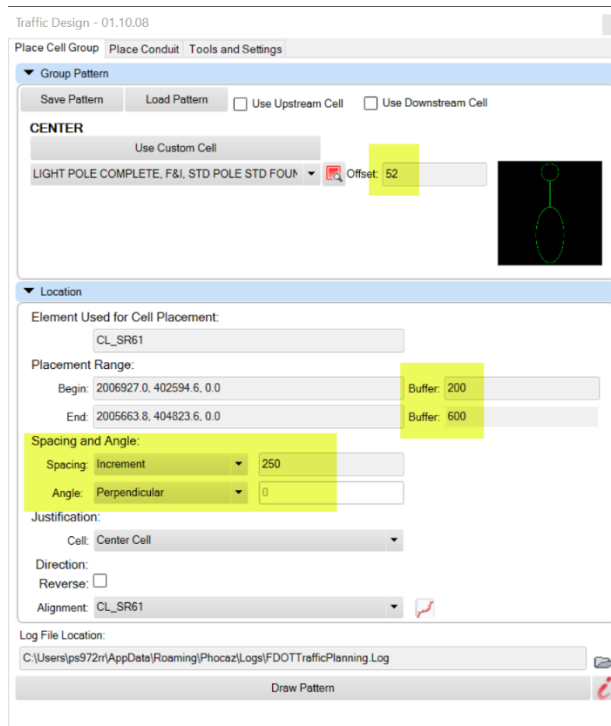 Traffic Design - 01.10.08
Place Cell Group Place Conduit Tools and Settings
Group Pattern
Save Pattern Load Pattern Use Upstream Cell Use Downstream Cell
CENTER
Use Custom Cell
LIGHT POLE COMPLETE, F&I, STD POLE STD FOUN Offset: 52
Location
Element Used for Cell Placement:
CL_SR61
Placement Range:
Begin: 2006927.0, 402594.6, 0.0 Buffer: 200
End: 2005663.8, 404823.6, 0.0 Buffer: 600
Spacing and Angle:
Spacing: Increment 250
Angle: Perpendicular 0
Justification:
Cell: Center Cell
Direction:
Reverse:
Alignment: CL_SR61
Log File Location:
C:\Users\ps972rr\AppData\Roaming\Phocaz\Logs\FDOTTrafficPlanning.Log
Draw Pattern